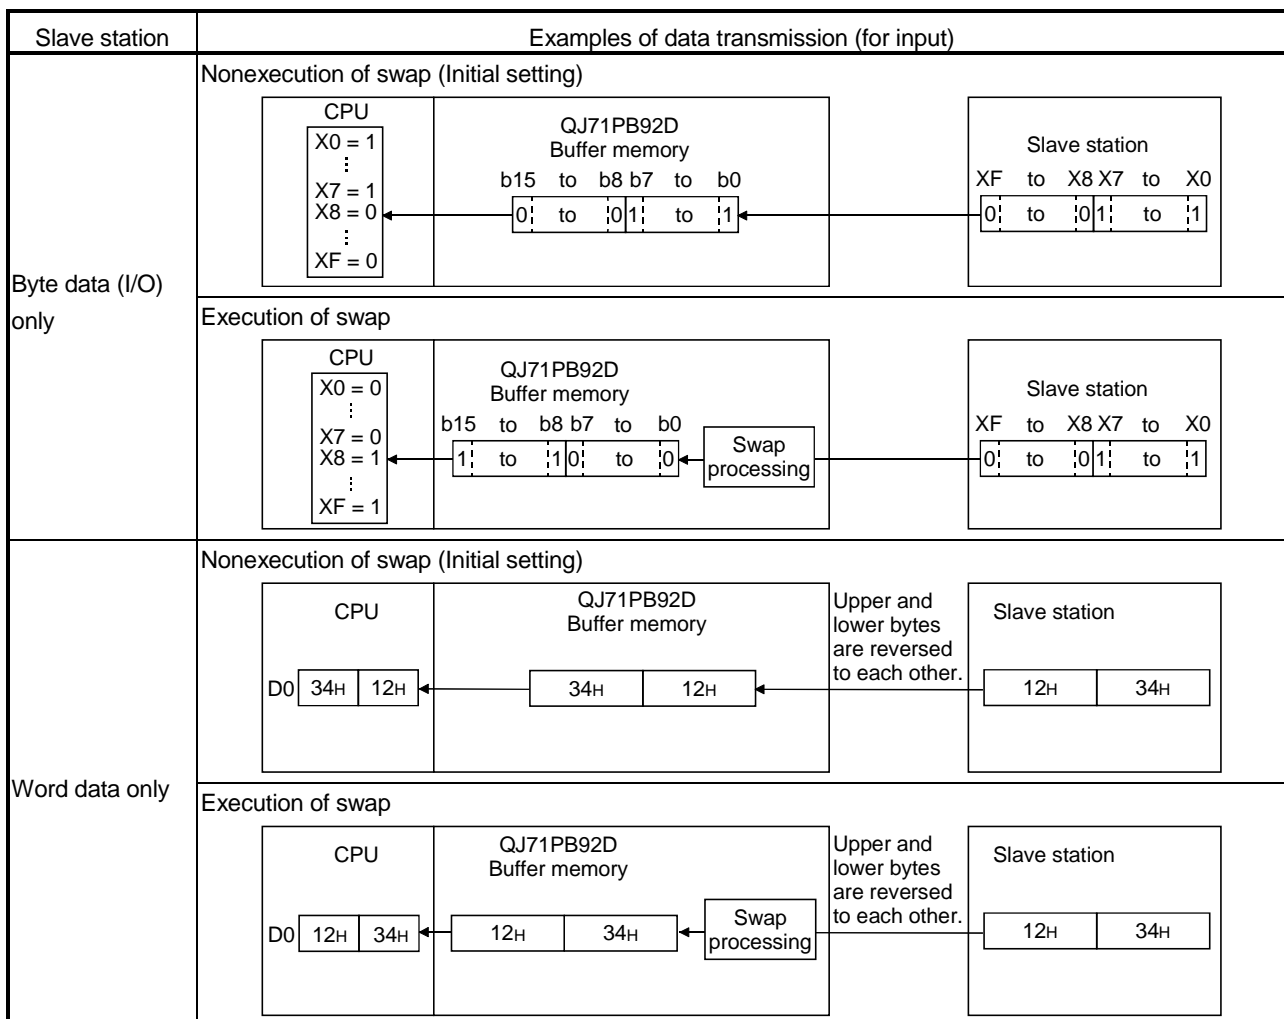 Slave station
Examples of data transmission (for input)
Byte data (I/O)
only
Nonexecution of swap (Initial setting)
CPU
X0 = 1
X7 = 1
X8 = 0
XF = 0
QJ71PB92D
Buffer memory
b15 to b8 b7 to b0
0 to 0 1 to 1
Slave station
XF to X8 X7 to X0
0 to 0 1 to 1
Execution of swap
CPU
X0 = 0
X7 = 0
X8 = 1
XF = 1
QJ71PB92D
Buffer memory
b15 to b8 b7 to b0
1 to 1 0 to 0
Swap
processing
Slave station
XF to X8 X7 to X0
0 to 0 1 to 1
Word data only
Nonexecution of swap (Initial setting)
CPU
D0 34H 12H
QJ71PB92D
Buffer memory
34H 12H
Upper and
lower bytes
are reversed
to each other.
Slave station
12H 34H
Execution of swap
CPU
D0 12H 34H
QJ71PB92D
Buffer memory
12H 34H
Swap
processing
Upper and
lower bytes
are reversed
to each other.
Slave station
12H 34H